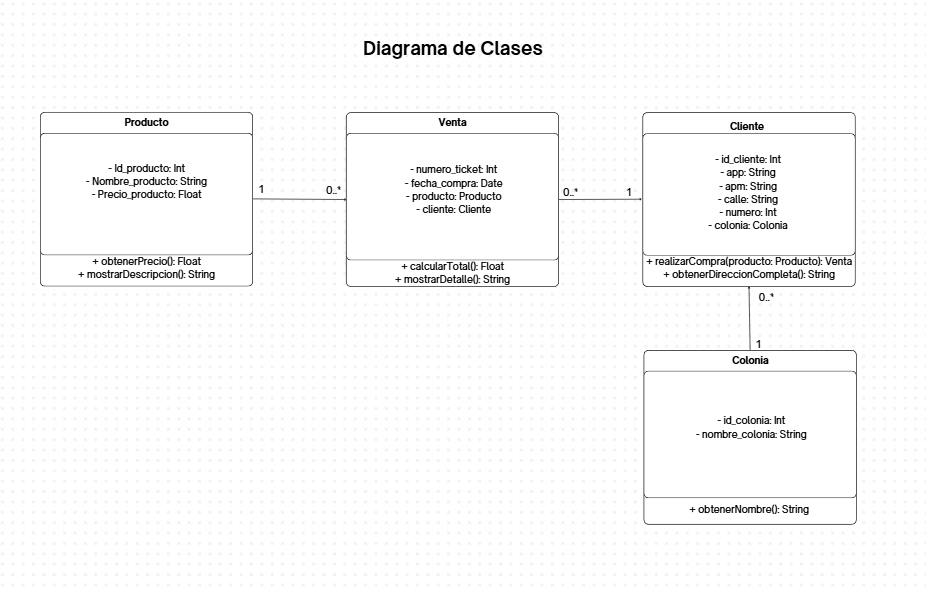 Diagrama de Clases
Producto
- Id_producto: Int
- Nombre_producto: String
- Precio_producto: Float
+ obtenerPrecio(): Float
+ mostrarDescripcion(): String
1
0..*
Venta
- numero_ticket: Int
- fecha_compra: Date
- producto: Producto
- cliente: Cliente
+ calcularTotal(): Float
+ mostrarDetalle(): String
0..*
1
Cliente
- id_cliente: Int
- app: String
- apm: String
- calle: String
- numero: Int
- colonia: Colonia
+ realizarCompra(producto: Producto): Venta
+ obtenerDireccionCompleta(): String
0..*
1
Colonia
- id_colonia: Int
- nombre_colonia: String
+ obtenerNombre(): String